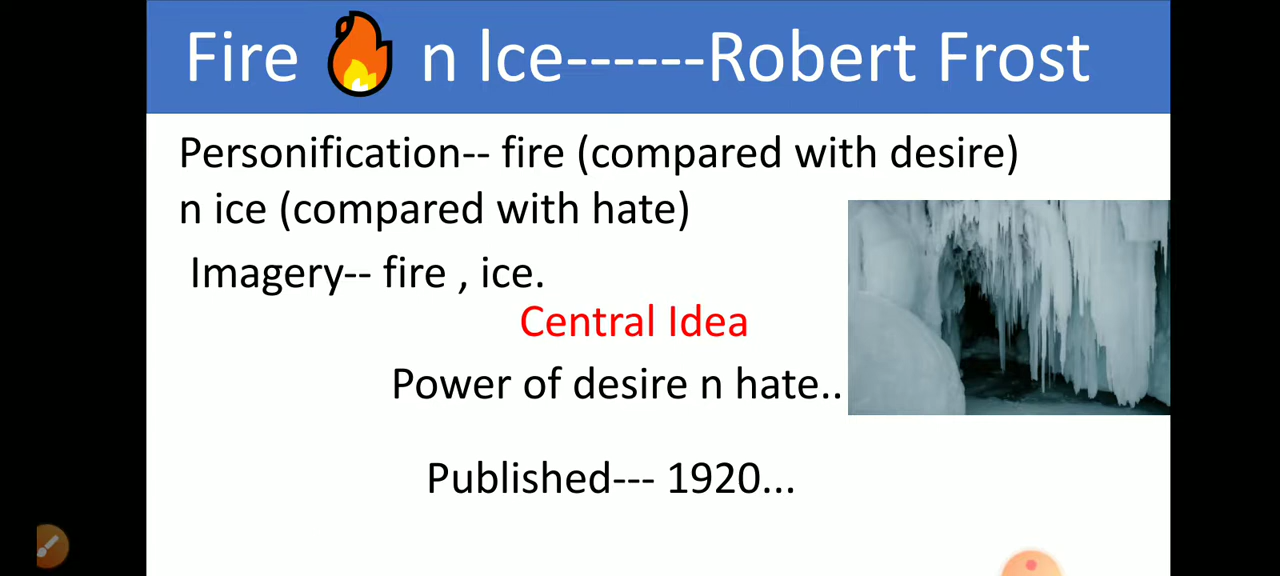 Fire 🔥 n Ice------Robert Frost
Personification-- fire (compared with desire)
n ice (compared with hate)
Imagery-- fire , ice.
Central Idea
Power of desire n hate..
Published--- 1920...